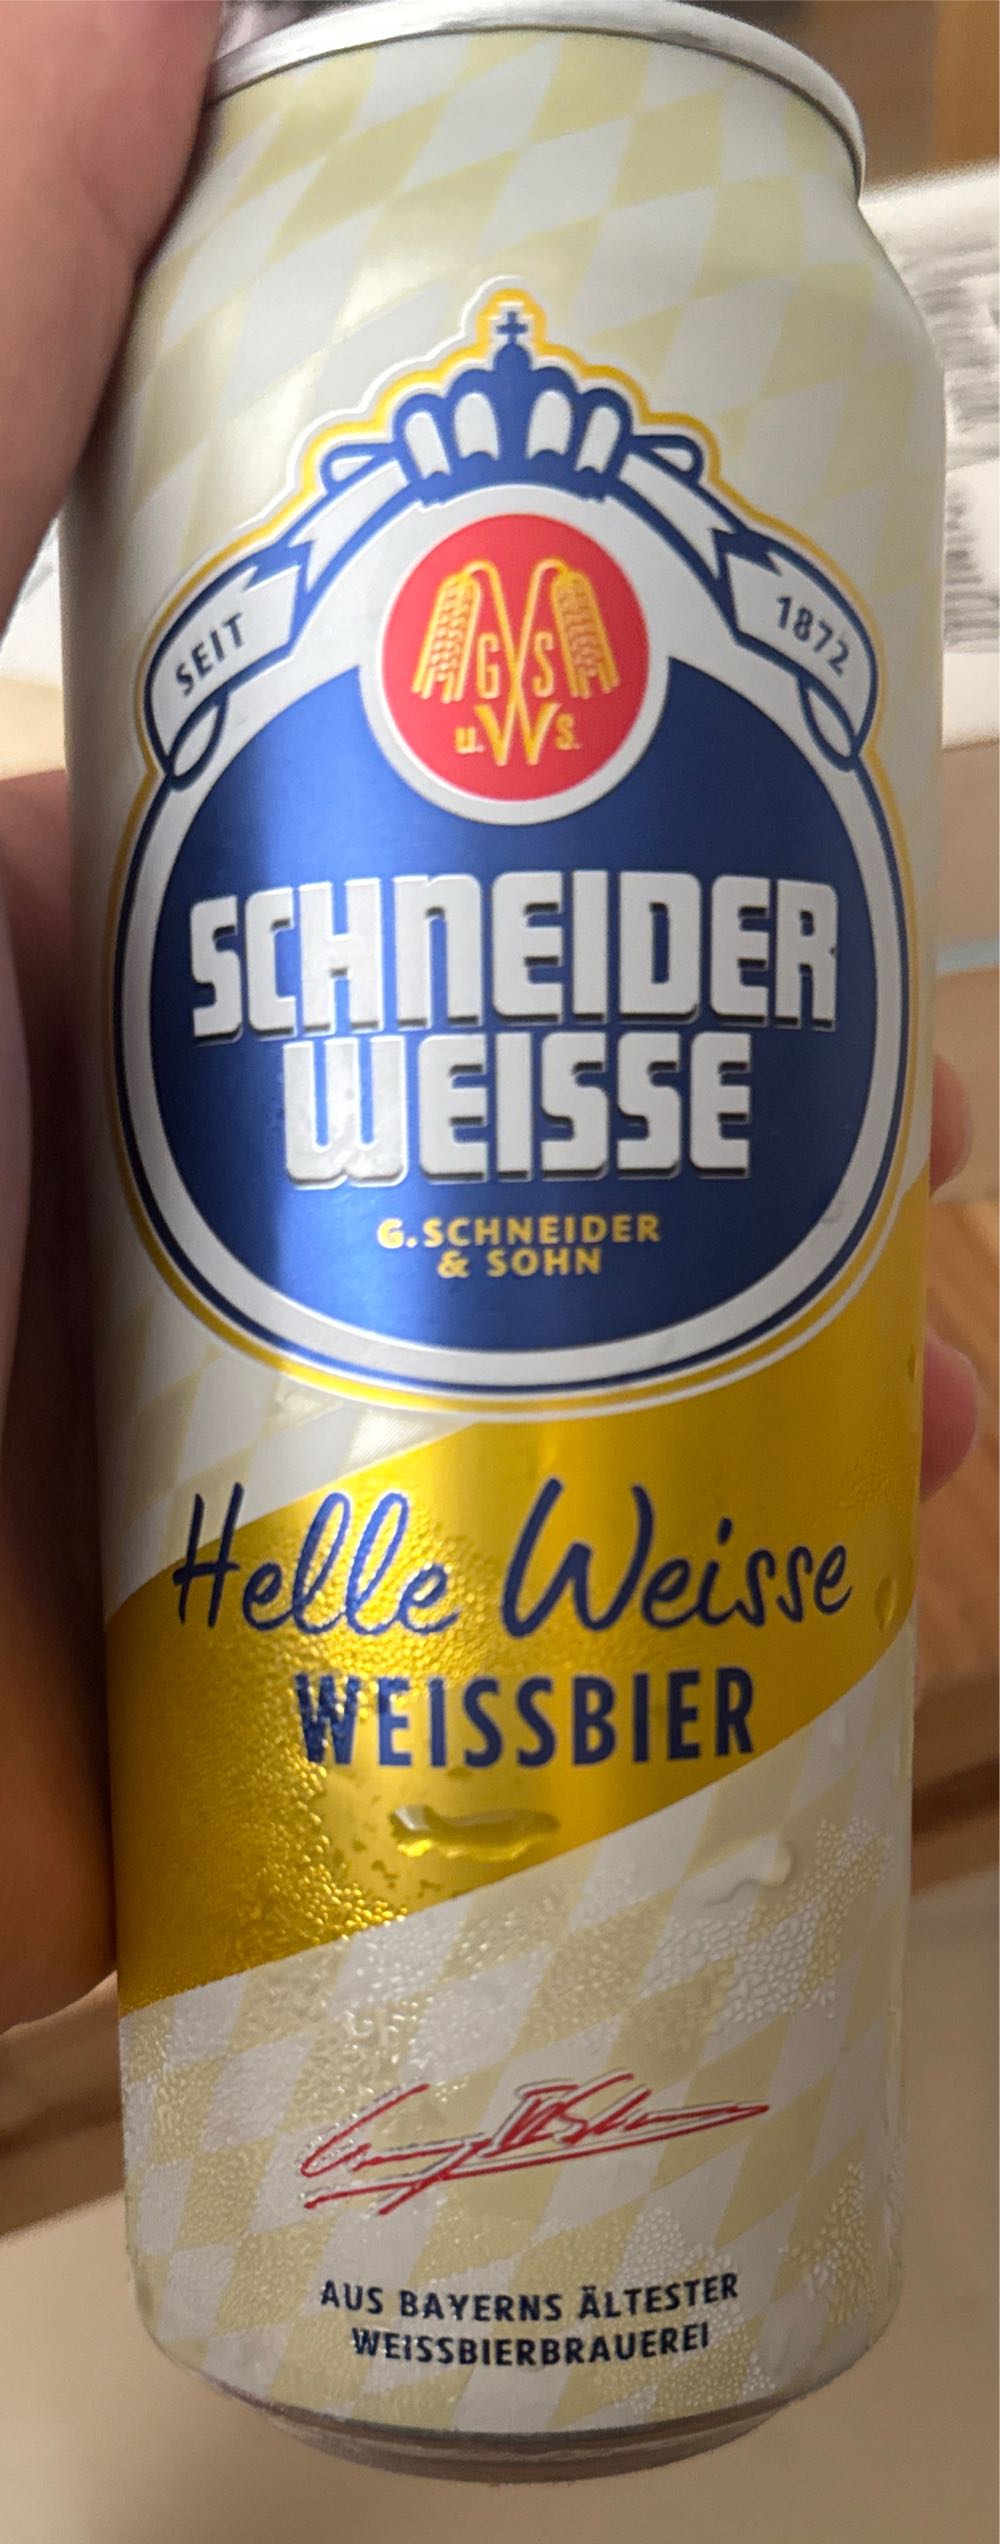 SEIT 1872
G S
u. W S.
SCHNEIDER
WEISSE
G. SCHNEIDER
& SOHN
Helle Weisse
WEISSBIER
AUS BAYERNS ÄLTESTER
WEISSBIERBRAUEREI